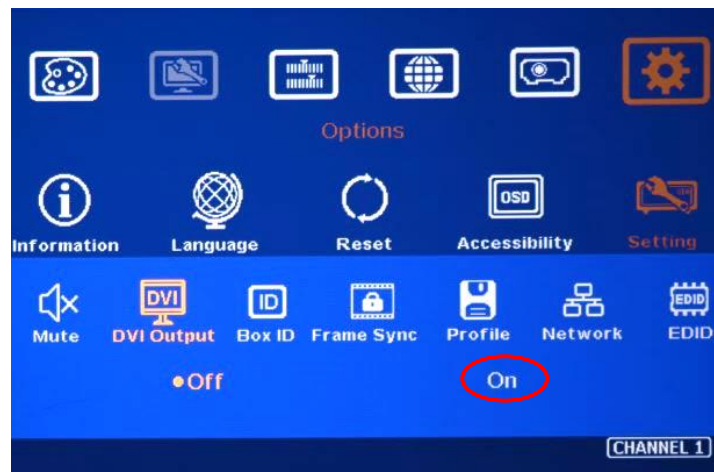 Options
OSD
Information Language Reset Accessibility Setting
DVI ID EDID
Mute DVI Output Box ID Frame Sync Profile Network EDID
Off On
CHANNEL 1